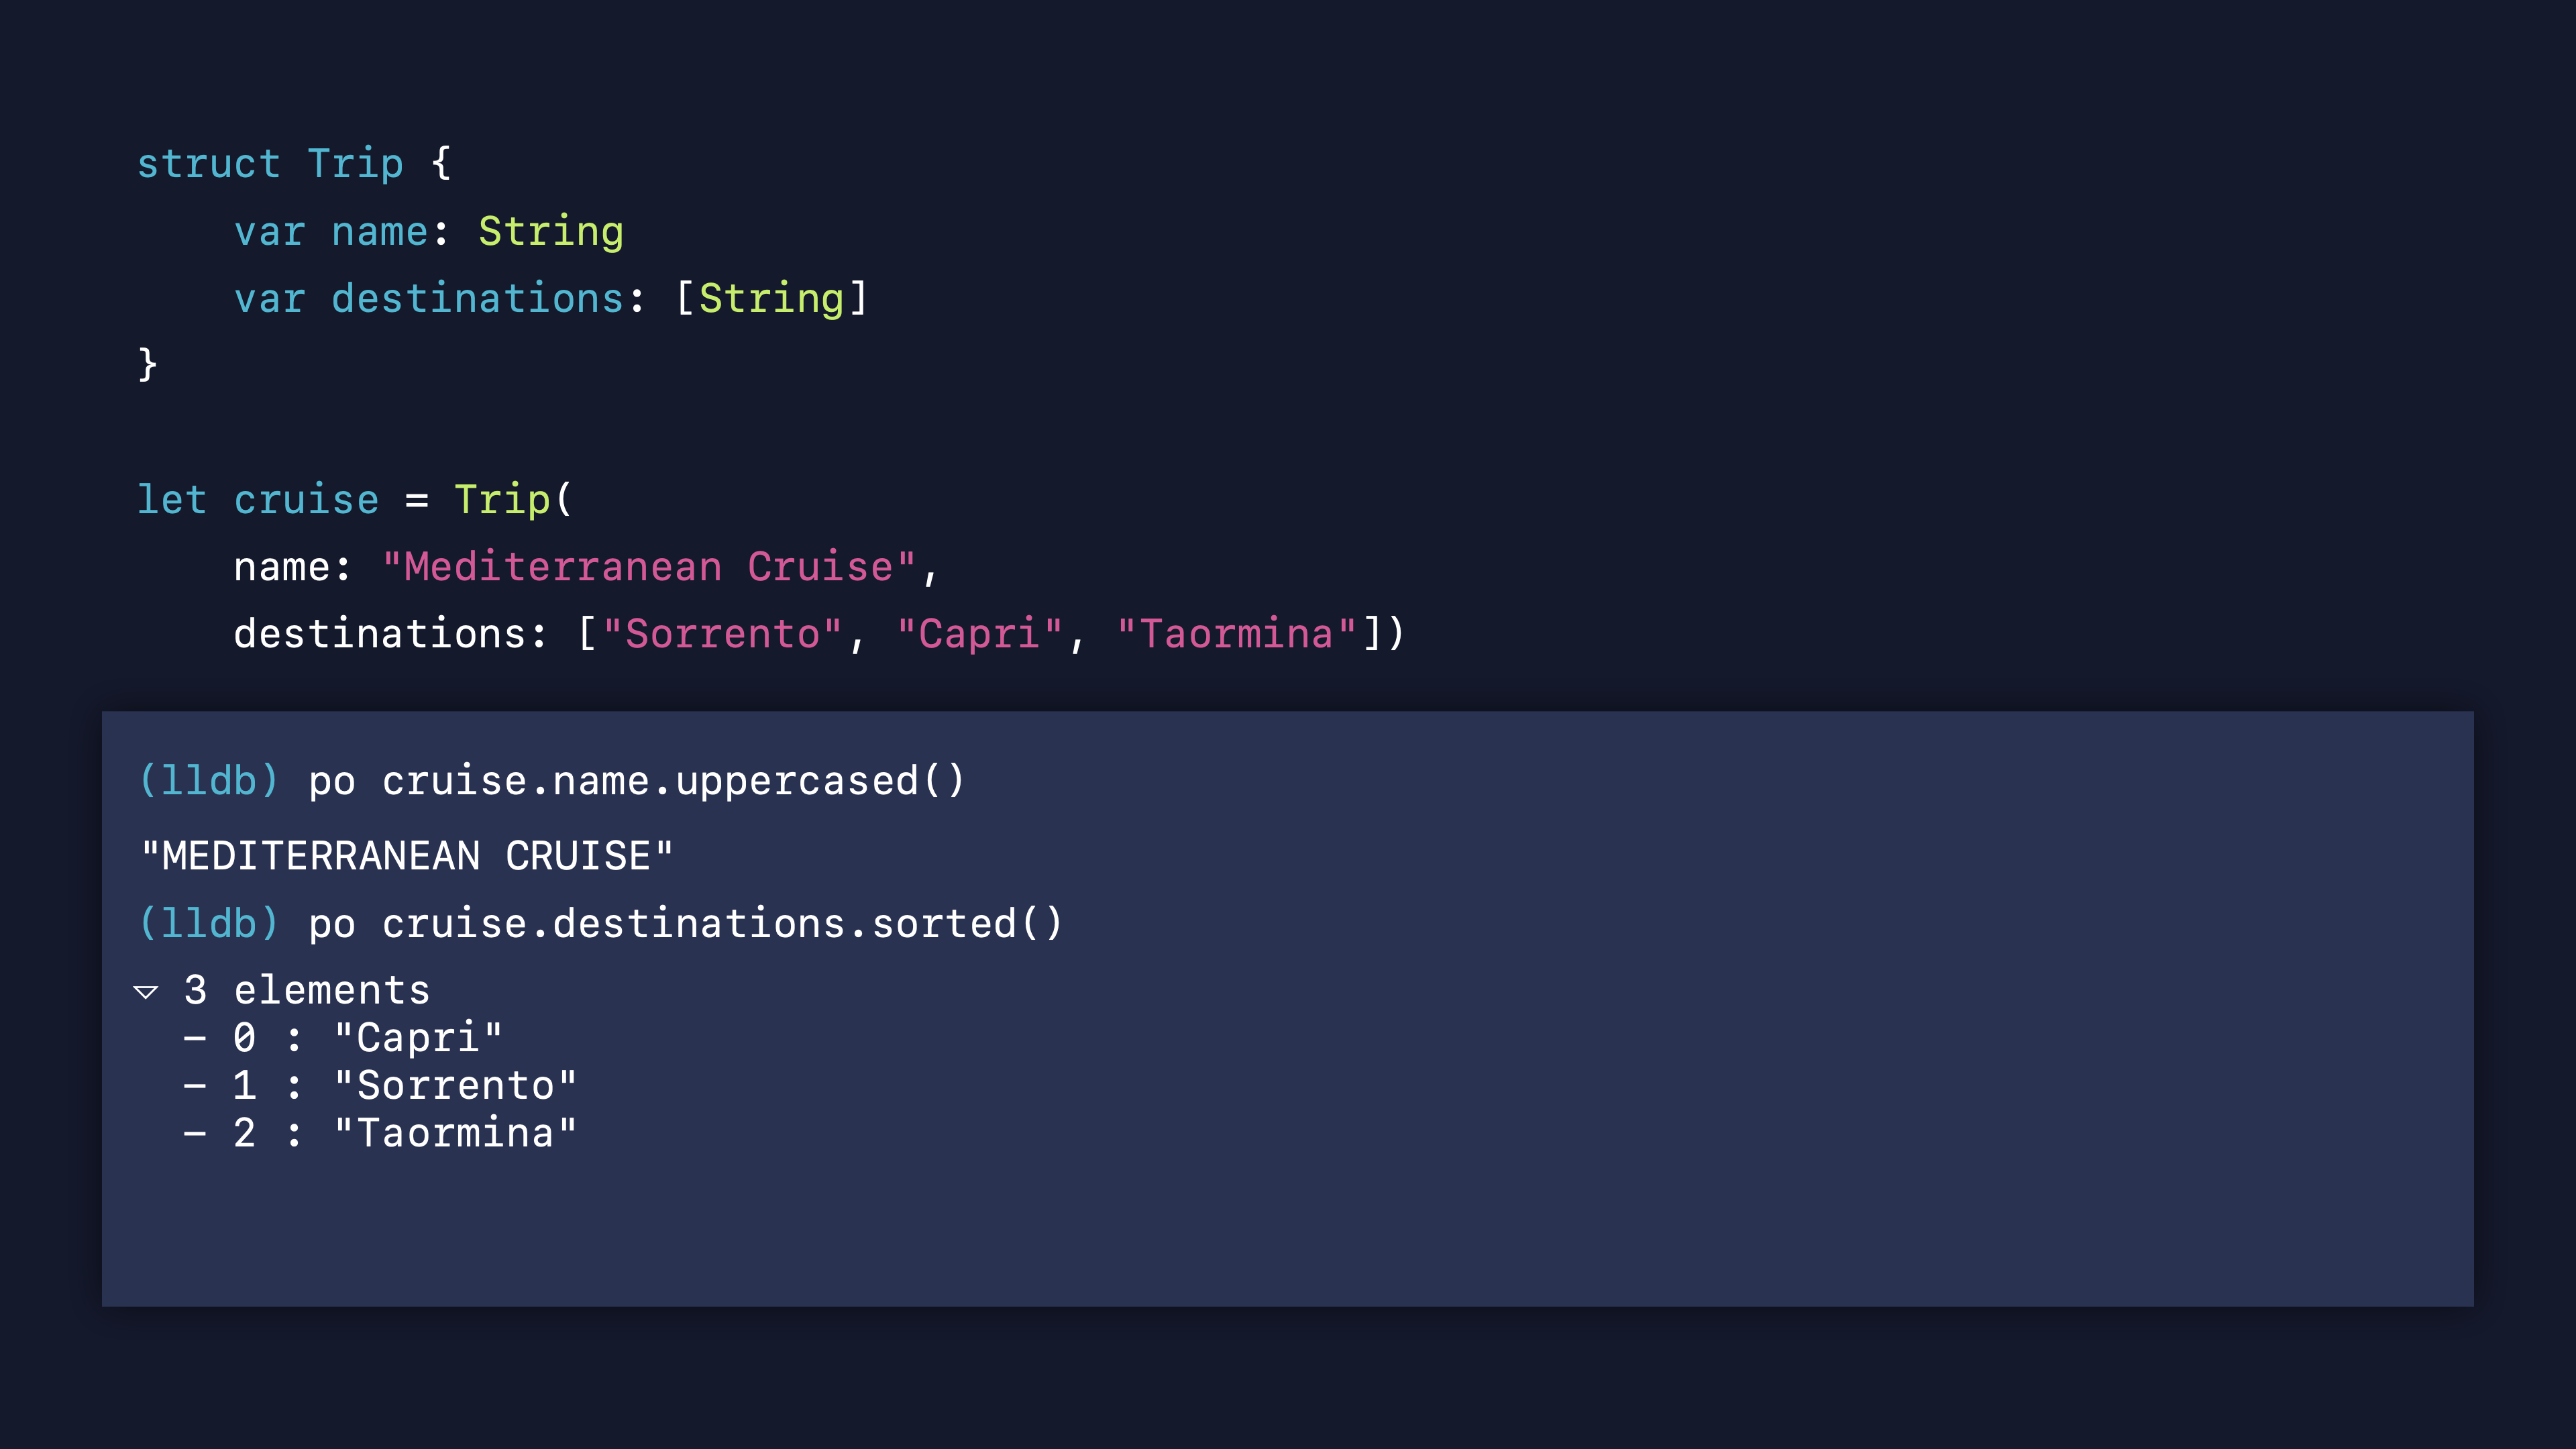 struct Trip {
    var name: String
    var destinations: [String]
}
let cruise = Trip(
    name: "Mediterranean Cruise",
    destinations: ["Sorrento", "Capri", "Taormina"])
(lldb) po cruise.name.uppercased()
"MEDITERRANEAN CRUISE"
(lldb) po cruise.destinations.sorted()
▽ 3 elements
  – 0 : "Capri"
  – 1 : "Sorrento"
  – 2 : "Taormina"